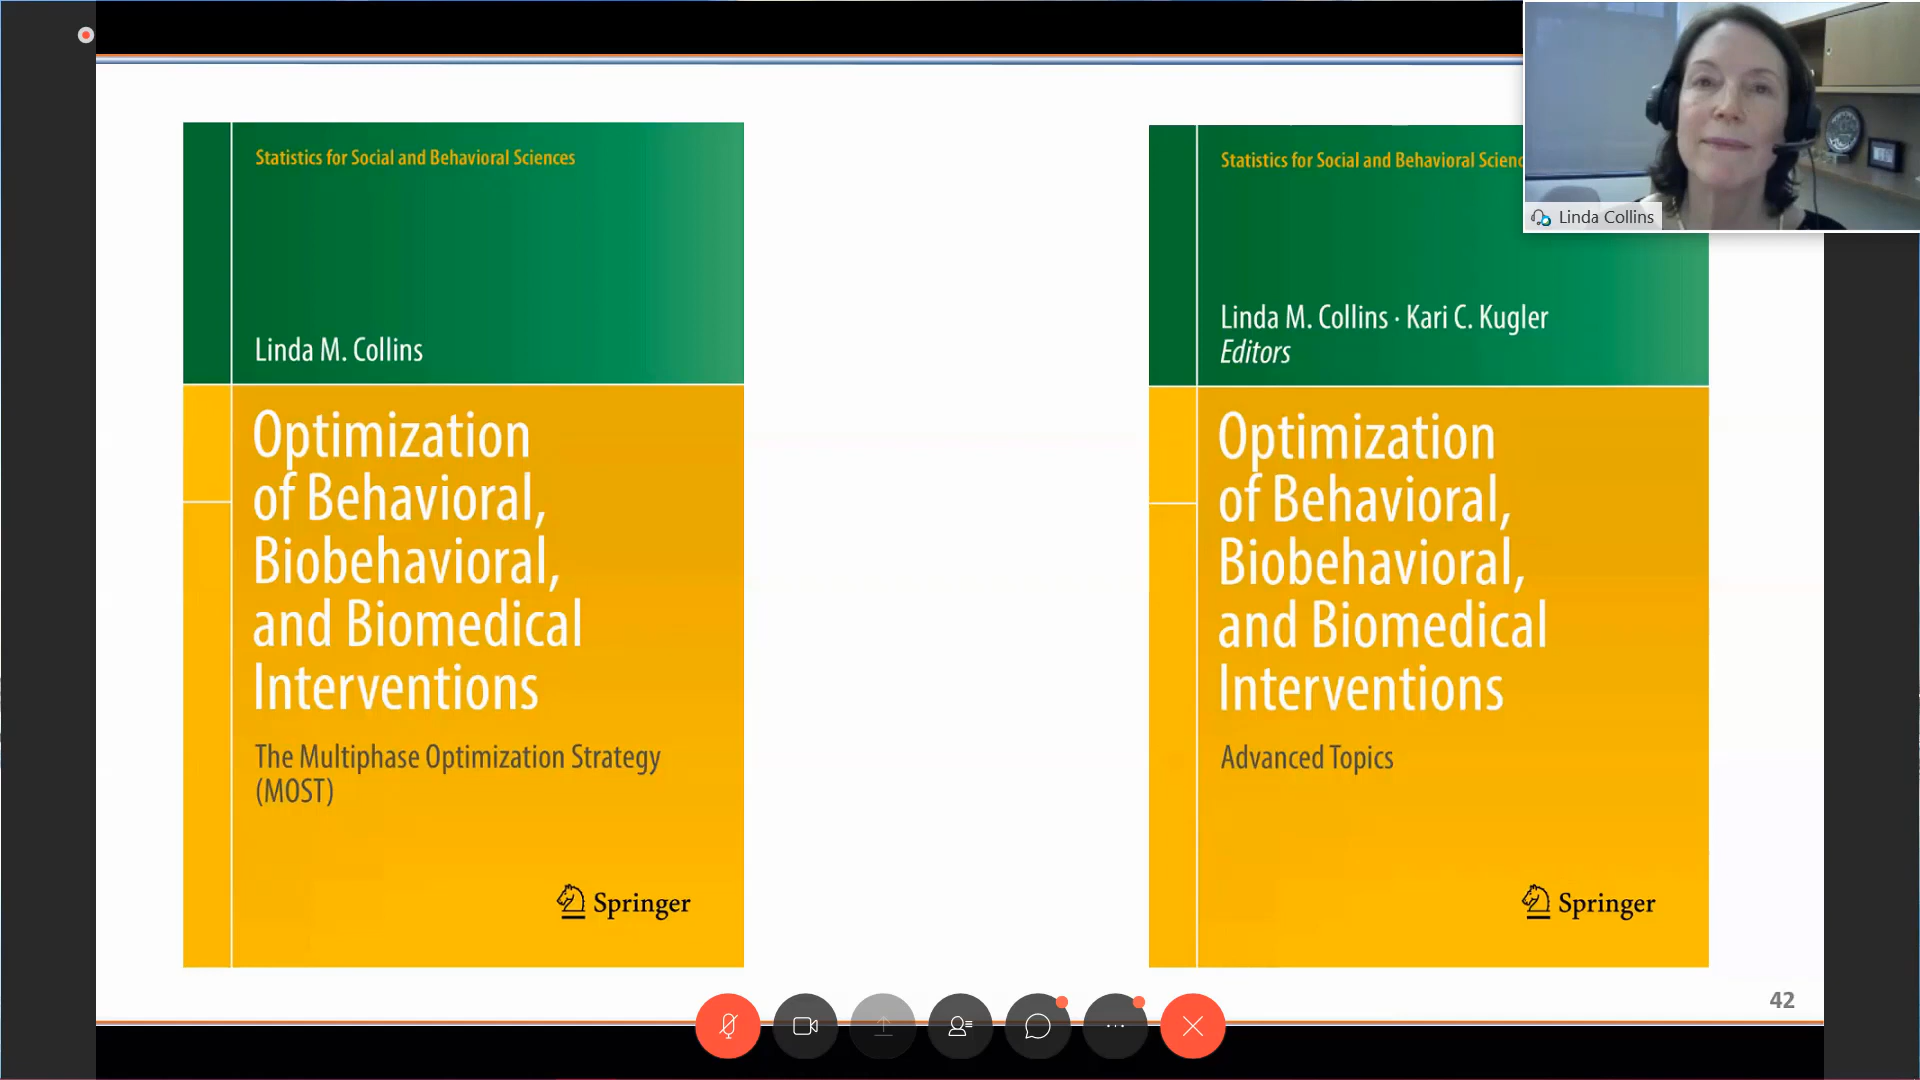 Statistics for Social and Behavioral Sciences
Linda M. Collins
Optimization
of Behavioral,
Biobehavioral,
and Biomedical
Interventions
The Multiphase Optimization Strategy
(MOST)
Springer
Statistics for Social and Behavioral Scienc
Linda M. Collins · Kari C. Kugler
Editors
Optimization
of Behavioral,
Biobehavioral,
and Biomedical
Interventions
Advanced Topics
Springer
Linda Collins
42